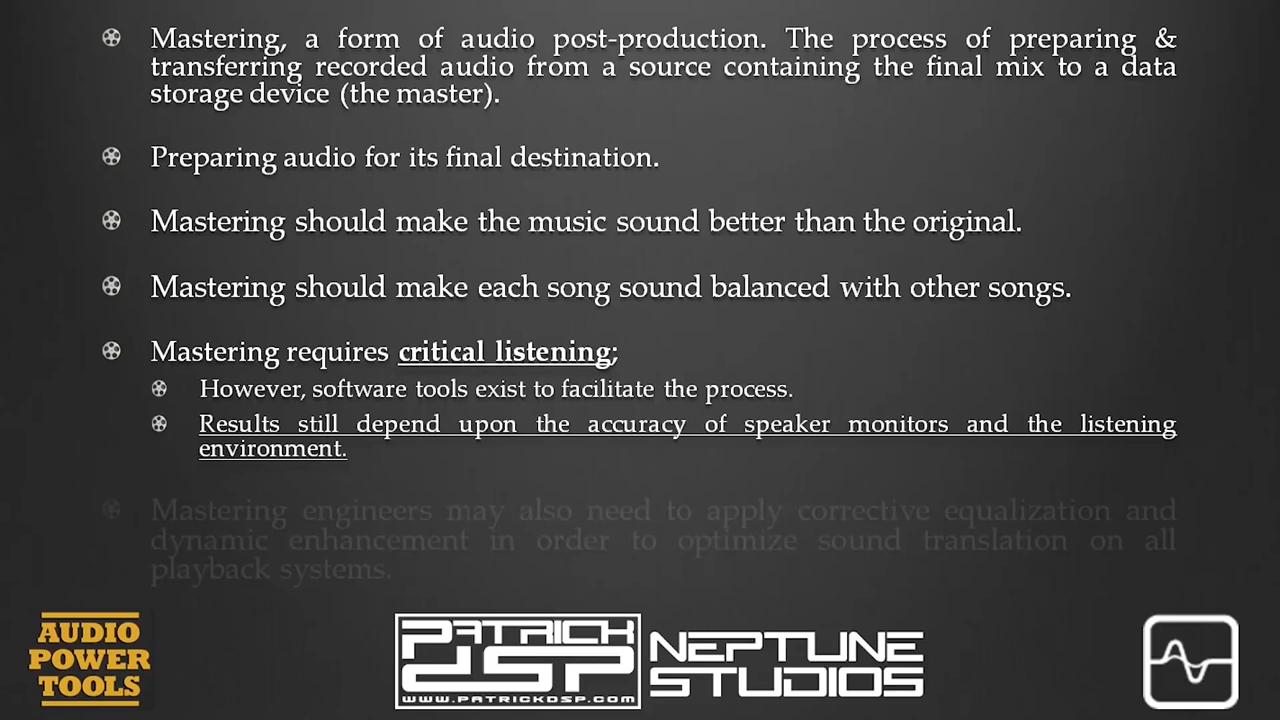 Mastering, a form of audio post-production. The process of preparing &
transferring recorded audio from a source containing the final mix to a data
storage device (the master).
Preparing audio for its final destination.
Mastering should make the music sound better than the original.
Mastering should make each song sound balanced with other songs.
Mastering requires critical listening;
However, software tools exist to facilitate the process.
Results still depend upon the accuracy of speaker monitors and the listening
environment.
Mastering engineers may also need to apply corrective equalization and
dynamic enhancement in order to optimize sound translation on all
playback systems.
AUDIO
POWER
TOOLS
PATRICK
DSP
WWW.PATRICKDSP.COM
NEPTUNE
STUDIOS